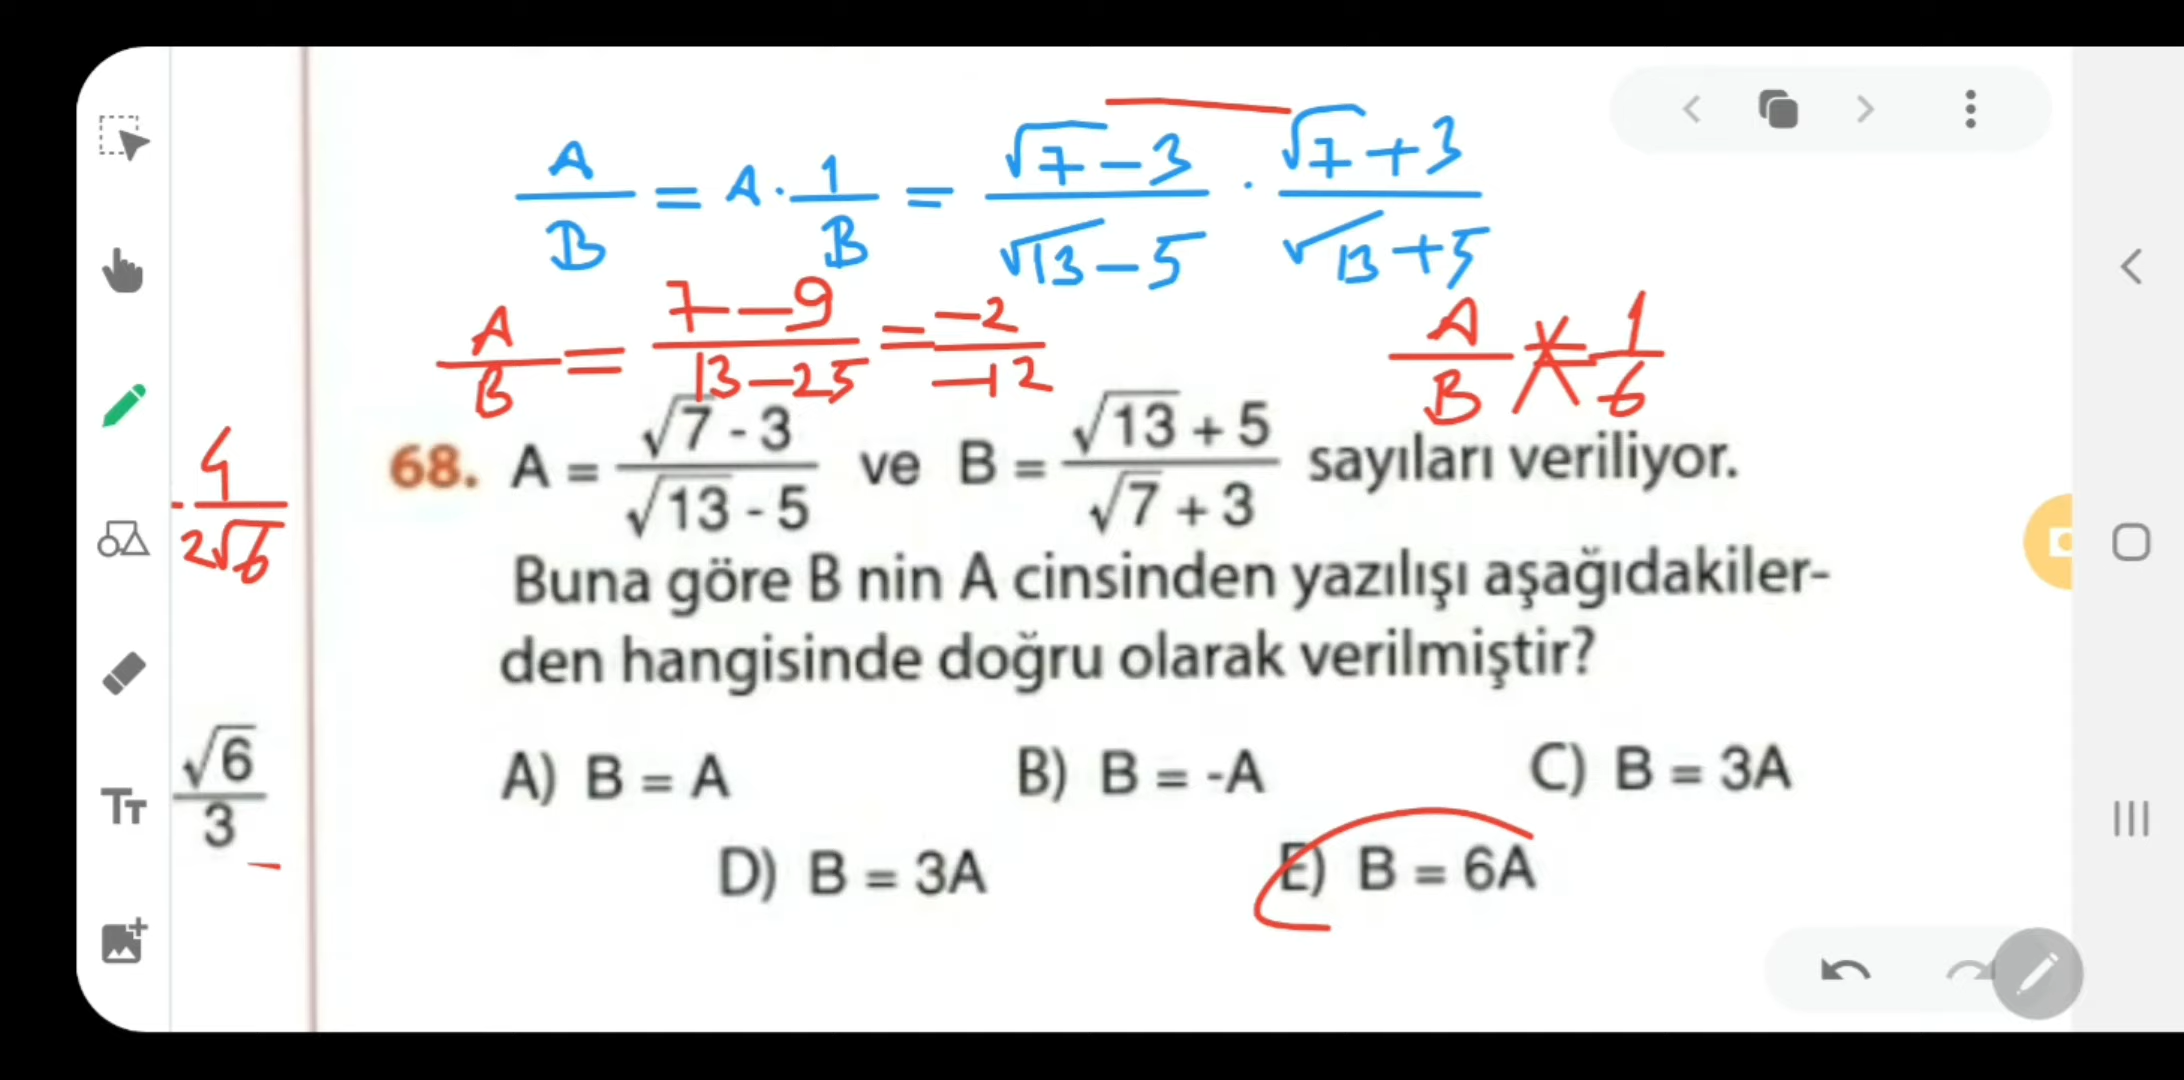 A/B = A · 1/B = (√7 − 3)/(√13 − 5) · (√7 + 3)/(√13 + 5)
A/B = (7 − 9)/(13 − 25) = −2/−12
A/B = 1/6
68. A = (√7 - 3)/(√13 - 5) ve B = (√13 + 5)/(√7 + 3) sayıları veriliyor.
Buna göre B nin A cinsinden yazılışı aşağıdakiler-
den hangisinde doğru olarak verilmiştir?
A) B = A B) B = -A C) B = 3A
D) B = 3A E) B = 6A
4/2√6
√6/3
TT